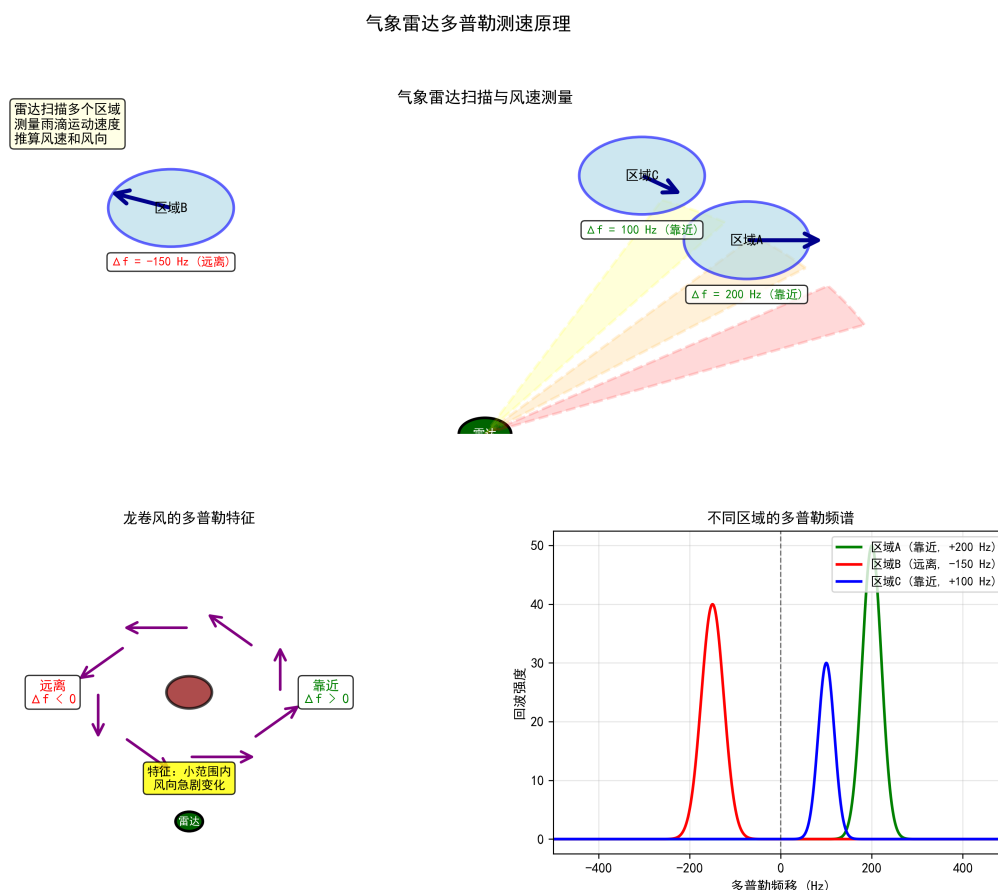 气象雷达多普勒测速原理
气象雷达扫描与风速测量
雷达扫描多个区域
测量雨滴运动速度
推算风速和风向
区域C
区域B
Δf = 100 Hz (靠近)
区域A
Δf = -150 Hz (远离)
Δf = 200 Hz (靠近)
雷达
龙卷风的多普勒特征
远离
Δf < 0
靠近
Δf > 0
特征: 小范围内
风向急剧变化
雷达
不同区域的多普勒频谱
区域A (靠近, +200 Hz)
区域B (远离, -150 Hz)
区域C (靠近, +100 Hz)
回波强度
50
40
30
20
10
0
−400
−200
0
200
400
多普勒频移 (Hz)